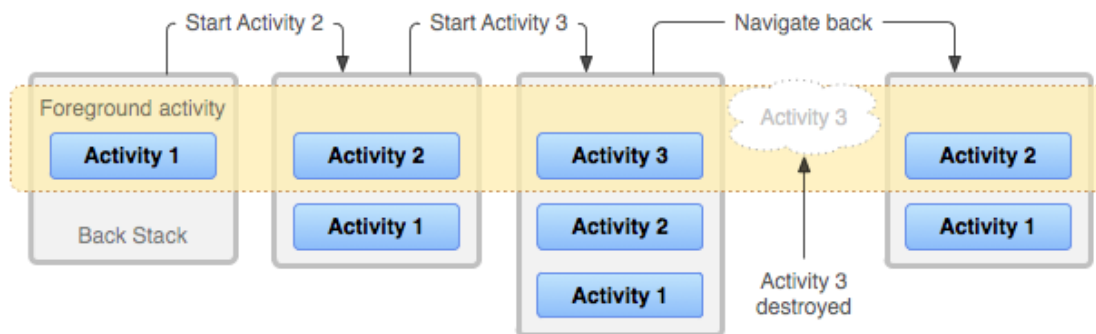 Start Activity 2
Start Activity 3
Navigate back
Foreground activity
Activity 1
Activity 2
Activity 3
Activity 3
Activity 2
Back Stack
Activity 1
Activity 2
Activity 1
Activity 1
Activity 3
destroyed